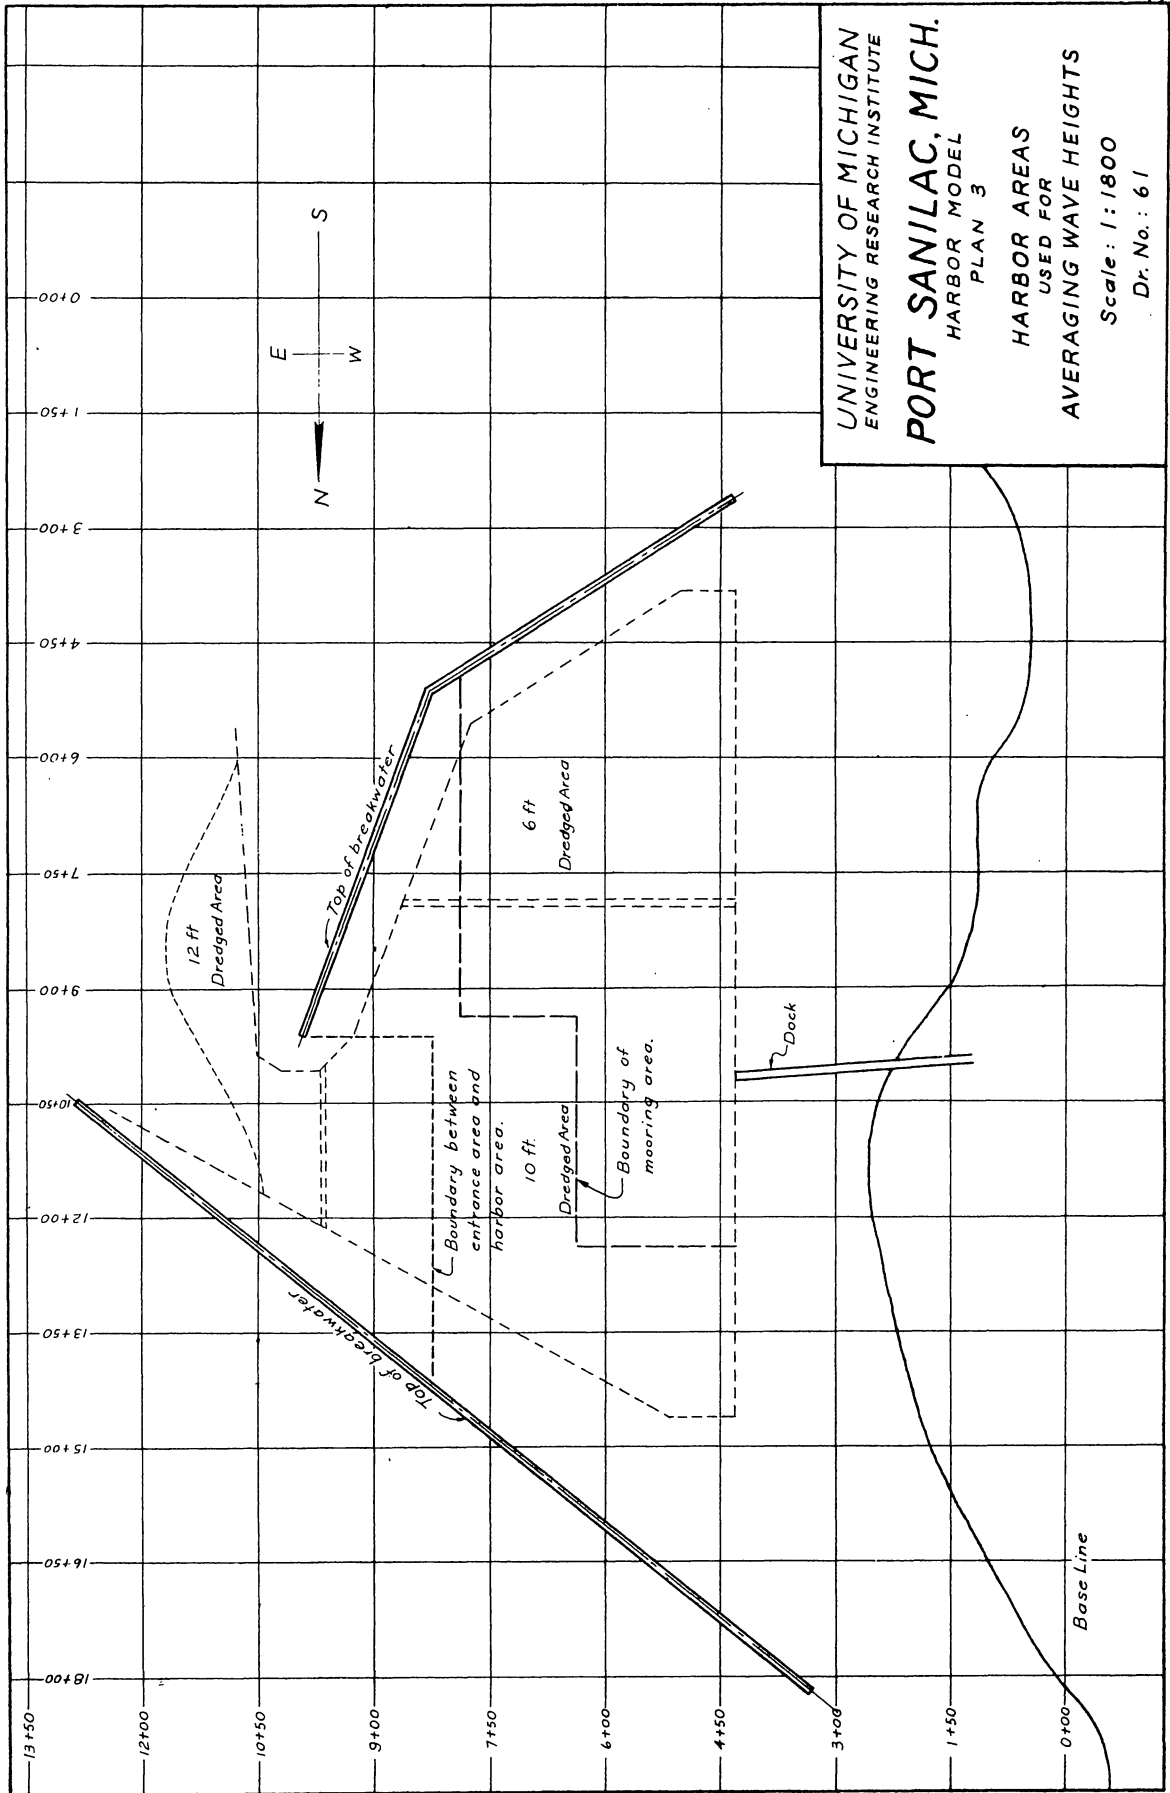 UNIVERSITY OF MICHIGAN
ENGINEERING RESEARCH INSTITUTE
PORT SANILAC, MICH.
HARBOR MODEL
PLAN 3
HARBOR AREAS
USED FOR
AVERAGING WAVE HEIGHTS
Scale: 1:1800
Dr. No.: 61
13+50
12+00
10+50
9+00
7+50
6+00
4+50
3+00
1+50
0+00
18+00
16+50
15+00
13+50
12+00
10+50
9+00
7+50
6+00
4+50
3+00
1+50
0+00
N
E
W
S
Top of breakwater
Top of breakwater
12 ft
Dredged Area
6 ft
Dredged Area
10 ft.
Dredged Area
Boundary between
entrance area and
harbor area.
Boundary of
mooring area.
Dock
Base Line